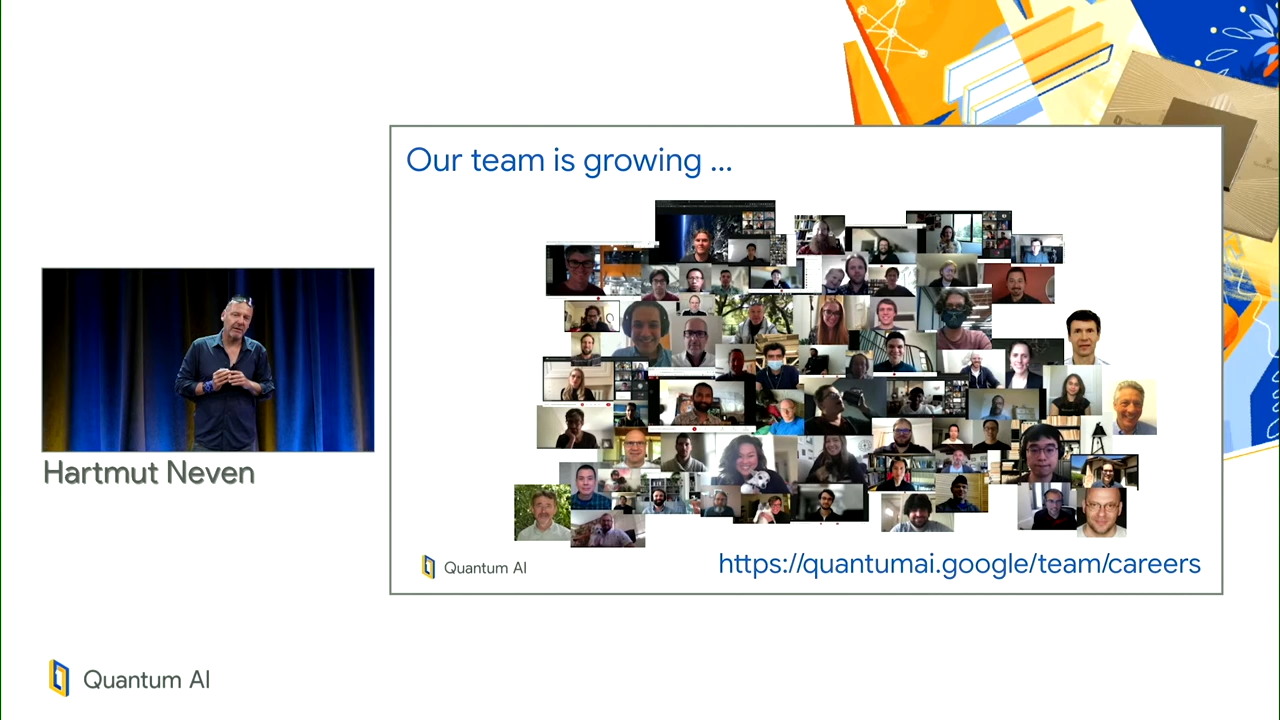 Our team is growing ...
Hartmut Neven
Quantum AI
https://quantumai.google/team/careers
Quantum AI